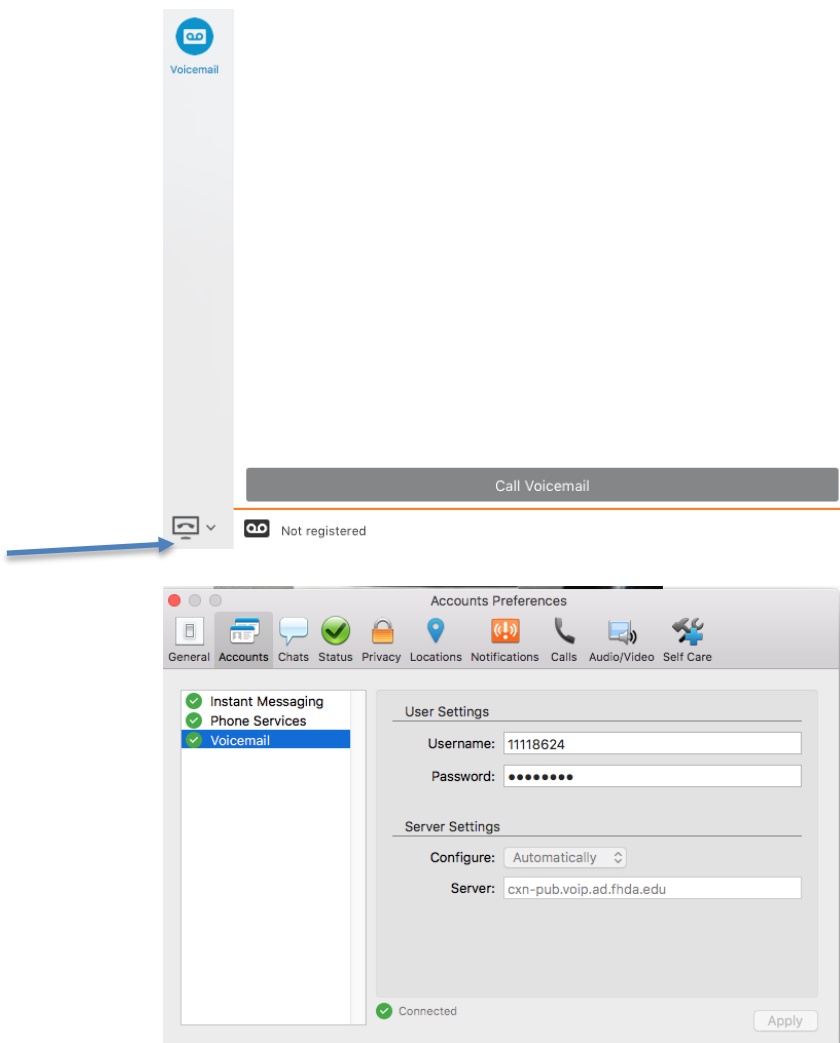 Voicemail
Call Voicemail
Not registered
Accounts Preferences
General Accounts Chats Status Privacy Locations Notifications Calls Audio/Video Self Care
Instant Messaging
Phone Services
Voicemail
User Settings
Username: 11118624
Password: ●●●●●●●●
Server Settings
Configure: Automatically
Server: cxn-pub.voip.ad.fhda.edu
Connected
Apply